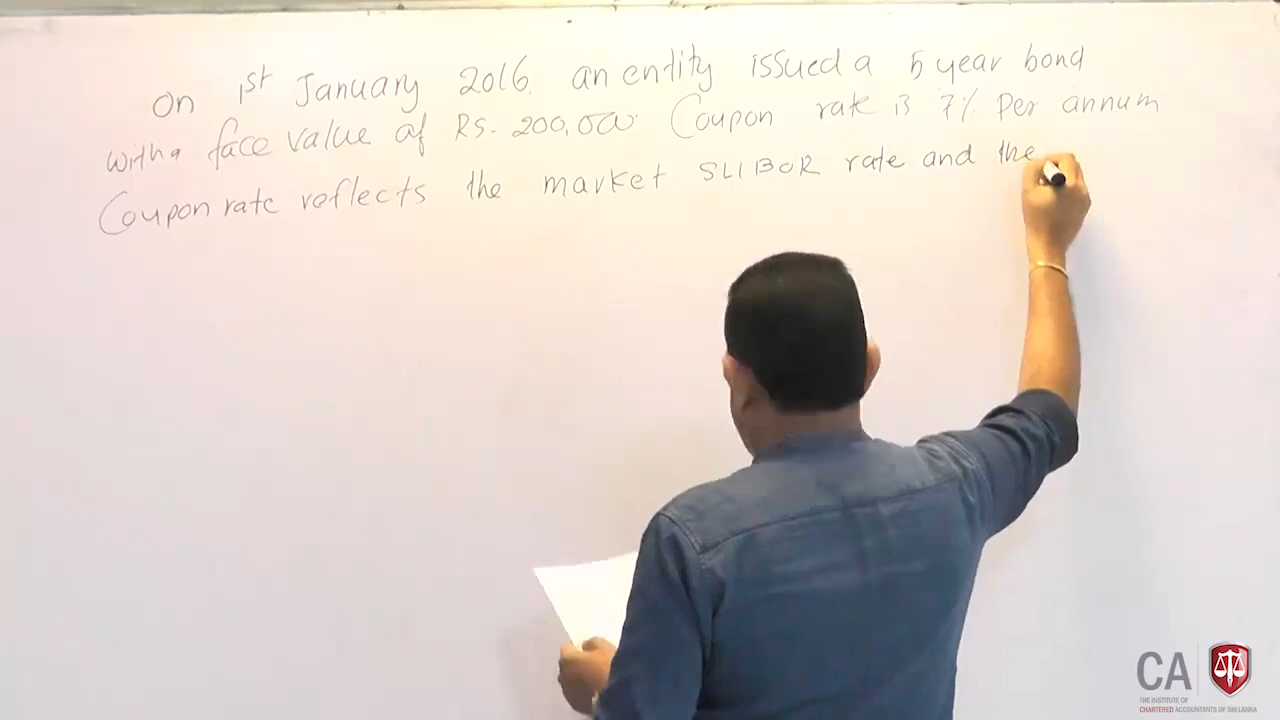 On 1st January 2016. an entity issued a 5 year bond
with a face value of Rs. 200,000. Coupon rate is 7% Per annum
Coupon rate reflects the market SLIBOR rate and the
CA
THE INSTITUTE OF
CHARTERED ACCOUNTANTS OF SRI LANKA